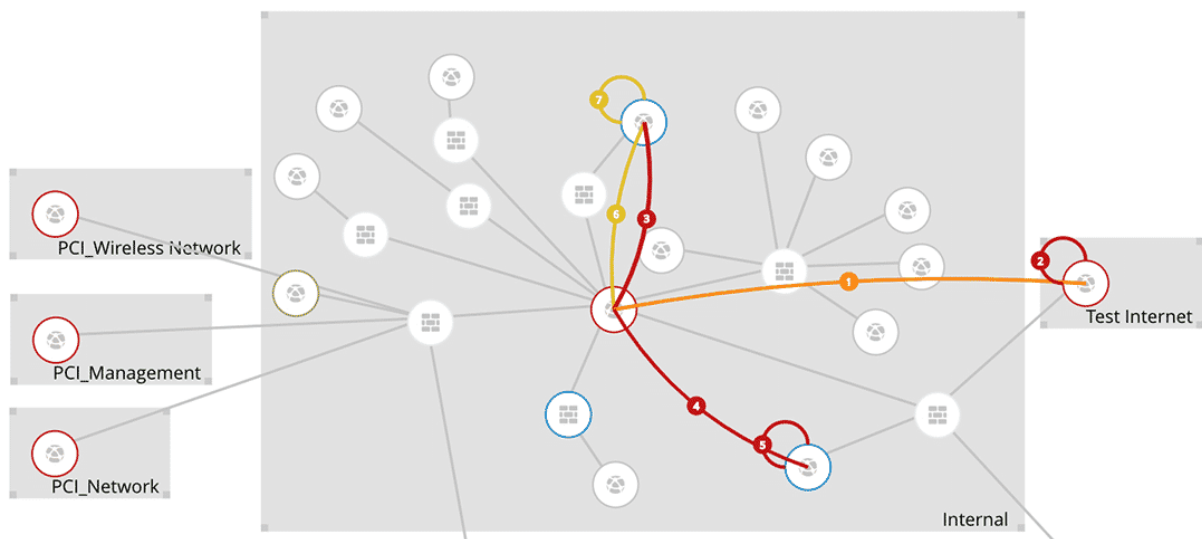 7
6
3
PCI_Wireless Network
2
1
Test Internet
PCI_Management
4
5
PCI_Network
Internal